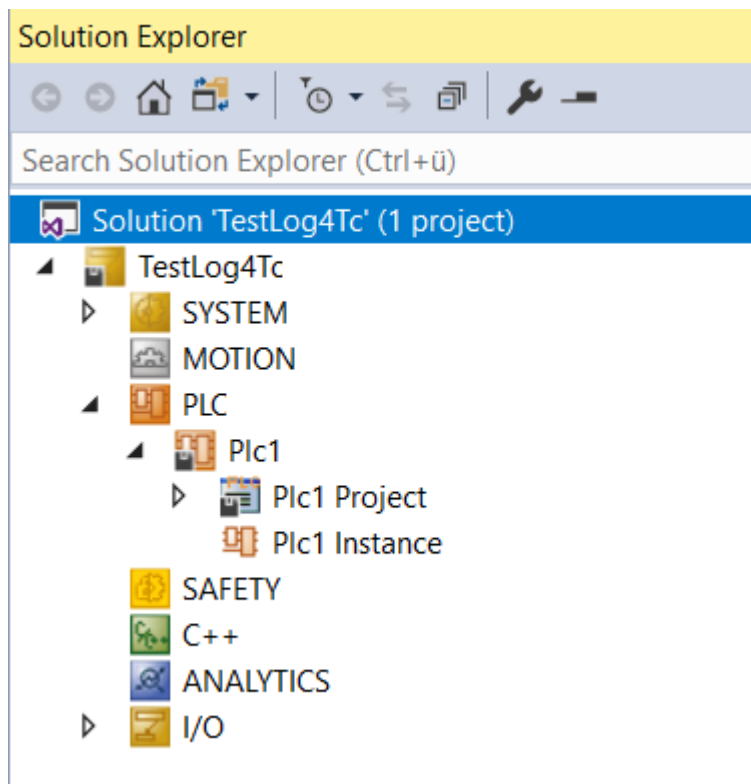 Solution Explorer
Search Solution Explorer (Ctrl+ü)
Solution 'TestLog4Tc' (1 project)
TestLog4Tc
SYSTEM
MOTION
PLC
Plc1
Plc1 Project
Plc1 Instance
SAFETY
C++
ANALYTICS
I/O